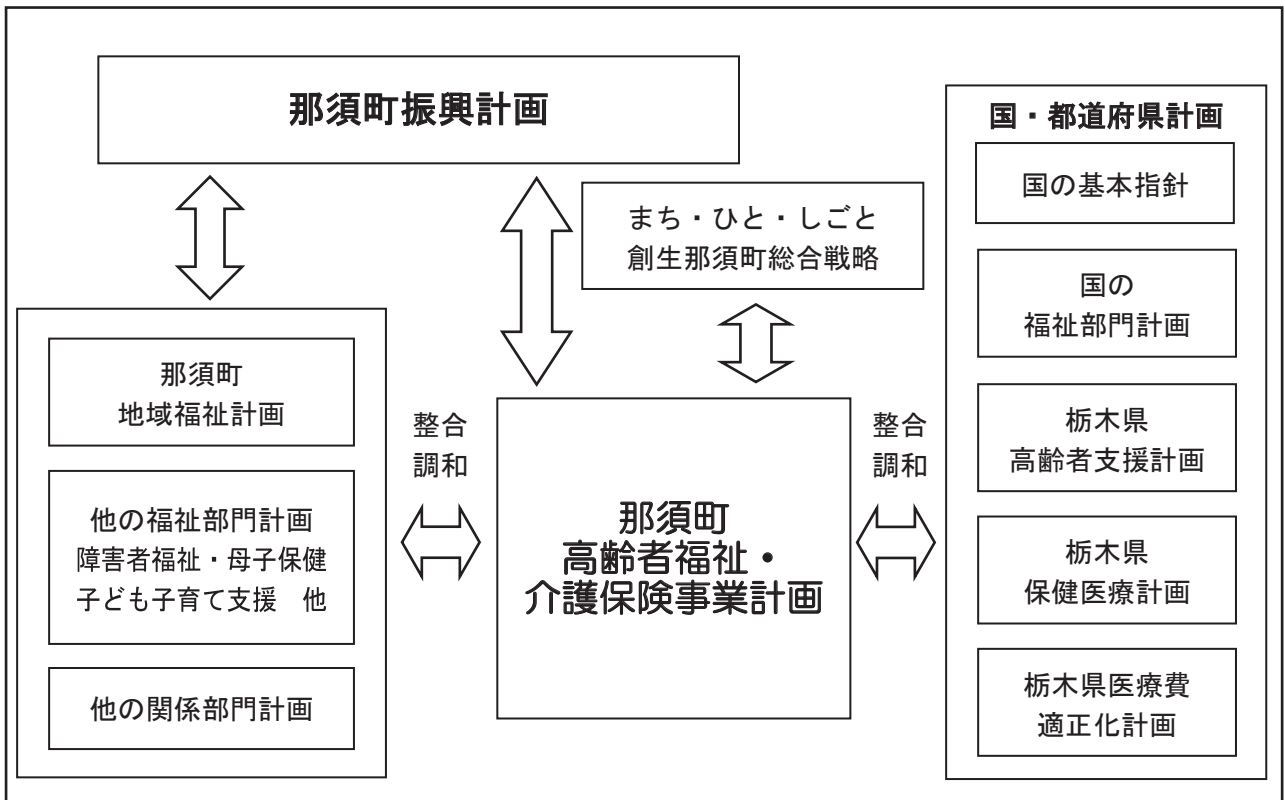 那須町振興計画
まち・ひと・しごと
創生那須町総合戦略
那須町
地域福祉計画
他の福祉部門計画
障害者福祉・母子保健
子ども子育て支援　他
他の関係部門計画
整合
調和
那須町
高齢者福祉・
介護保険事業計画
整合
調和
国・都道府県計画
国の基本指針
国の
福祉部門計画
栃木県
高齢者支援計画
栃木県
保健医療計画
栃木県医療費
適正化計画